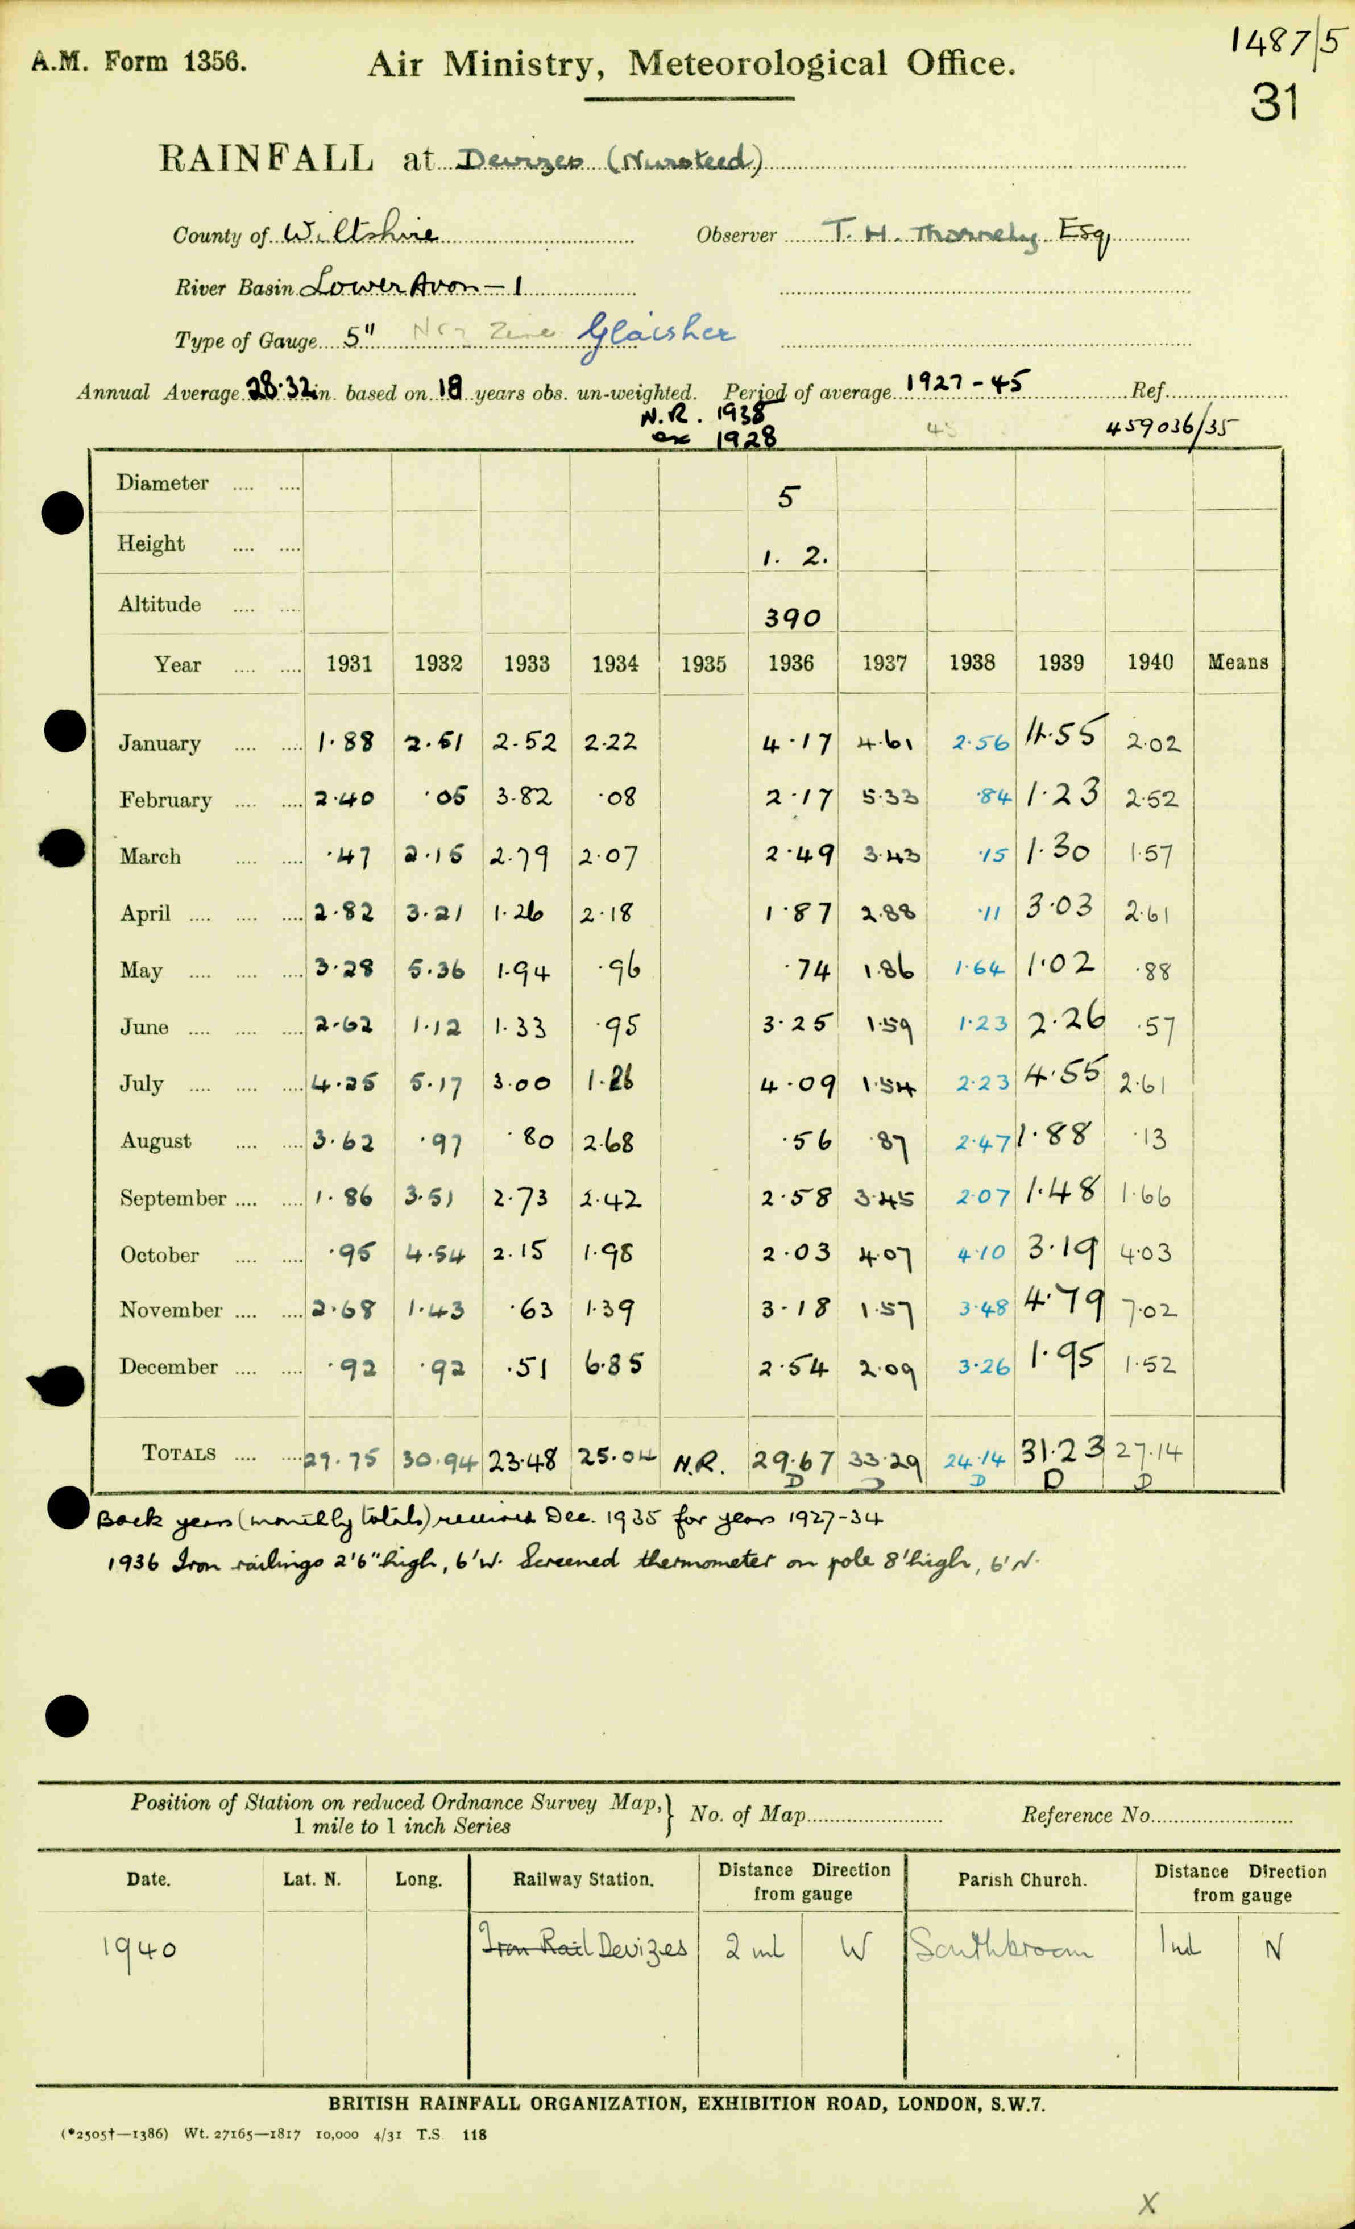 1487/5
A.M. Form 1356. Air Ministry, Meteorological Office.
31
RAINFALL at Devizes (Nursteed)
County of Wiltshire Observer T. H. Thornely Esq,
River Basin Lower Avon - 1
Type of Gauge 5" Zinc Glaisher
Annual Average 28.32 in. based on 18 years obs. un-weighted. Period of average 1927 - 45 Ref.
N.R. 1935 45 459036/35
ex 1928
Diameter .... .... 5
Height .... .... 1. 2.
Altitude .... .... 390
Year .... .... 1931 1932 1933 1934 1935 1936 1937 1938 1939 1940 Means
January .... .... 1.88 2.51 2.52 2.22 4.17 4.61 2.56 4.55 2.02
February .... .... 2.40 .05 3.82 .08 2.17 5.33 .84 1.23 2.52
March .... .... .47 2.15 2.79 2.07 2.49 3.43 .15 1.30 1.57
April .... .... .... 2.82 3.21 1.26 2.18 1.87 2.88 .11 3.03 2.61
May .... .... .... 3.28 5.36 1.94 .96 .74 1.86 1.64 1.02 .88
June .... .... .... 2.62 1.12 1.33 .95 3.25 1.59 1.23 2.26 .57
July .... .... .... 4.25 5.17 3.00 1.26 4.09 1.54 2.23 4.55 2.61
August .... .... 3.62 .97 .80 2.68 .56 .87 2.47 1.88 .13
September .... .... 1.86 3.51 2.73 2.42 2.58 3.45 2.07 1.48 1.66
October .... .... .95 4.54 2.15 1.98 2.03 4.07 4.10 3.19 4.03
November .... .... 2.68 1.43 .63 1.39 3.18 1.57 3.48 4.79 7.02
December .... .... .92 .92 .51 6.85 2.54 2.09 3.26 1.95 1.52
TOTALS .... .... 27.75 30.94 23.48 25.04 N.R. 29.67 33.29 24.14 31.23 27.14
D D D D D
Back years (monthly totals) received Dec. 1935 for years 1927-34
1936 Iron railings 2'6" high, 6' W. Screened thermometer on pole 8' high, 6' N.
Position of Station on reduced Ordnance Survey Map, } No. of Map Reference No.
1 mile to 1 inch Series
Date. Lat. N. Long. Railway Station. Distance Direction from gauge Parish Church. Distance Direction from gauge
1940 Iron Rail Devizes 2 ml W Southbroom 1 ml N
BRITISH RAINFALL ORGANIZATION, EXHIBITION ROAD, LONDON, S.W.7.
(*2505†—1386) Wt. 27165—1817 10,000 4/31 T.S. 118
X